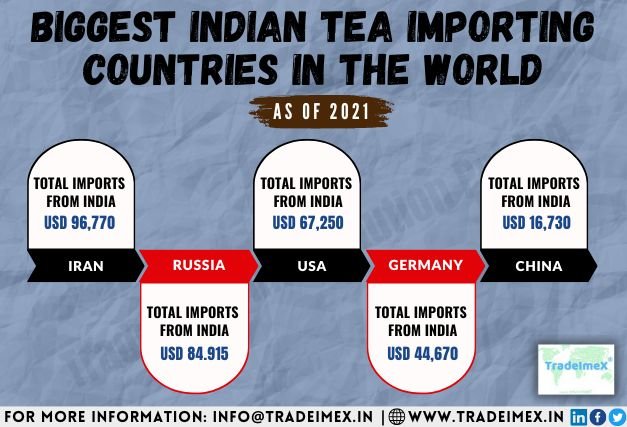 BIGGEST INDIAN TEA IMPORTING
COUNTRIES IN THE WORLD
AS OF 2021
TOTAL IMPORTS
FROM INDIA
USD 96,770
IRAN
RUSSIA
TOTAL IMPORTS
FROM INDIA
USD 84.915
TOTAL IMPORTS
FROM INDIA
USD 67,250
USA
GERMANY
TOTAL IMPORTS
FROM INDIA
USD 44,670
TOTAL IMPORTS
FROM INDIA
USD 16,730
CHINA
TradeImeX®
FOR MORE INFORMATION: INFO@TRADEIMEX.IN | WWW.TRADEIMEX.IN